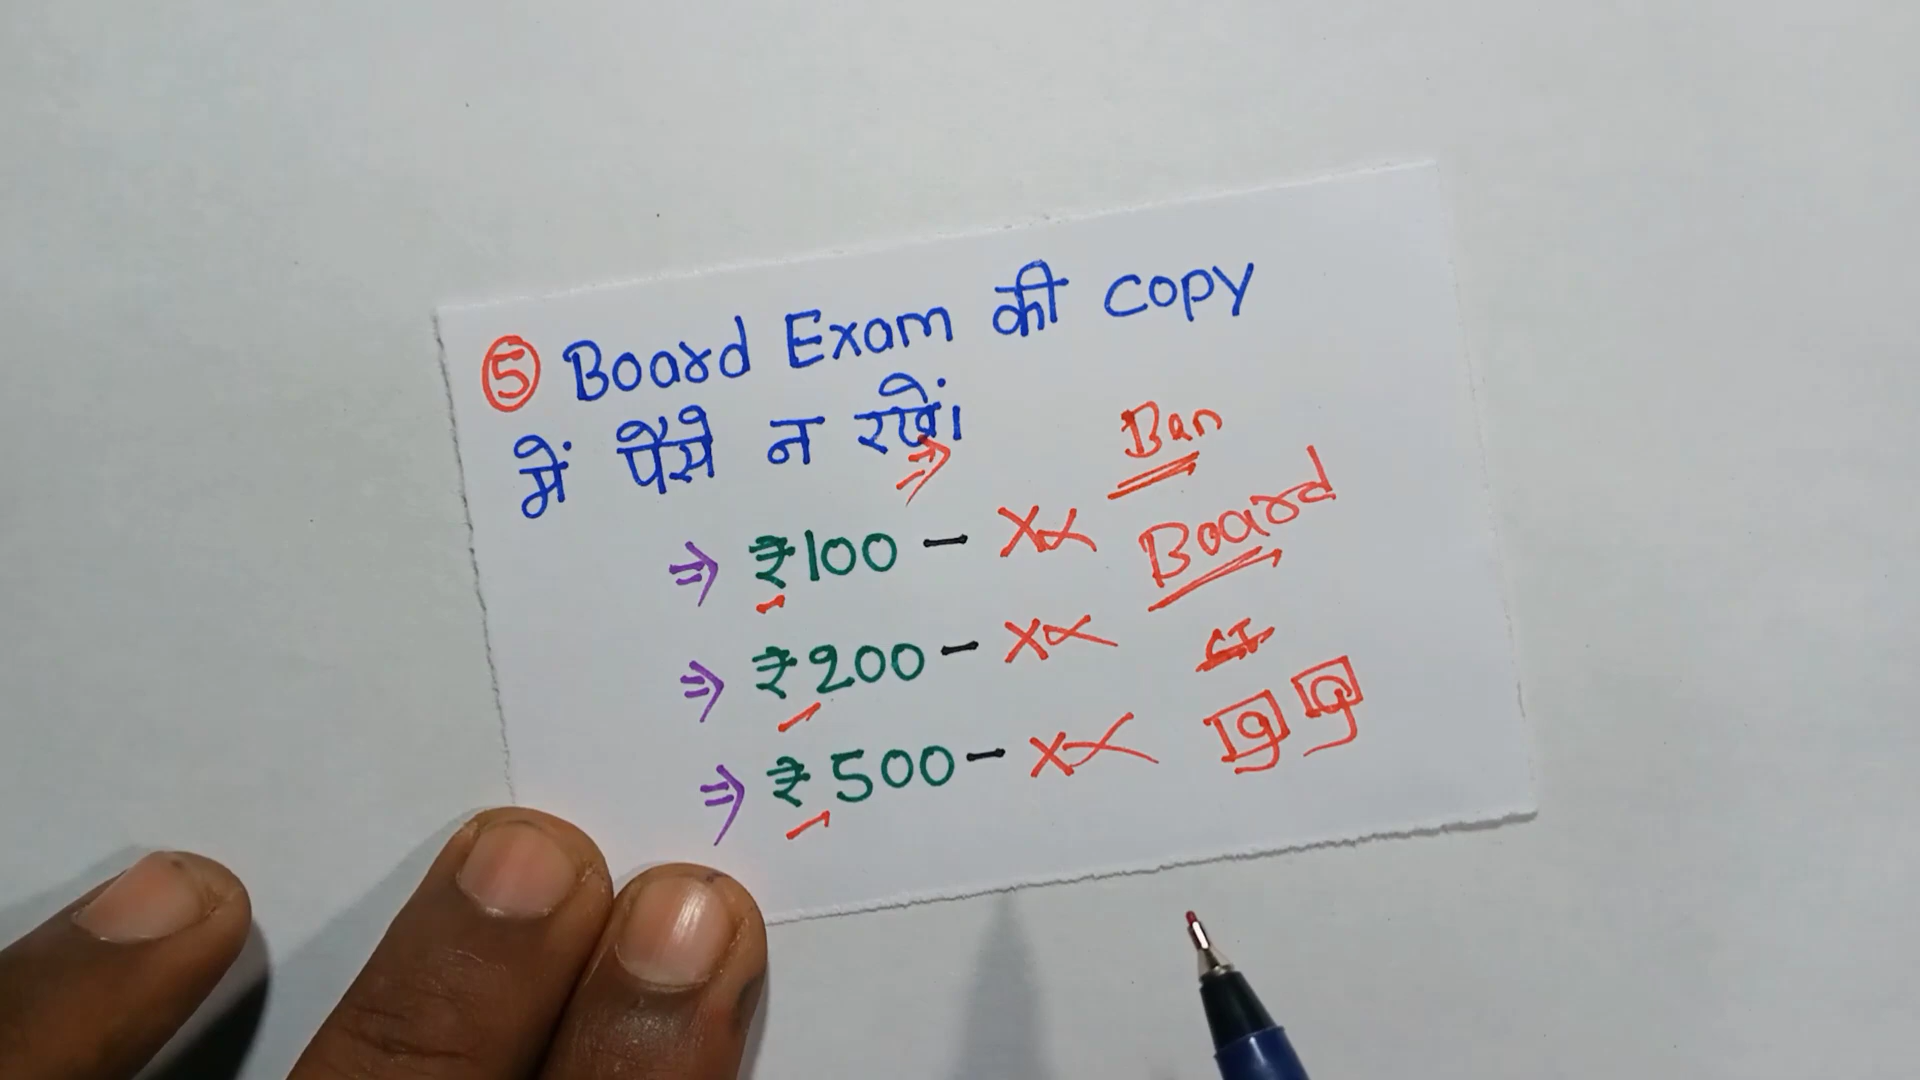 ⑤ Board Exam की Copy
में पैंसे न रखें।
Ban
⇒ ₹100 - XX
Board
⇒ ₹200 - XX
⇒ ₹500 - XX